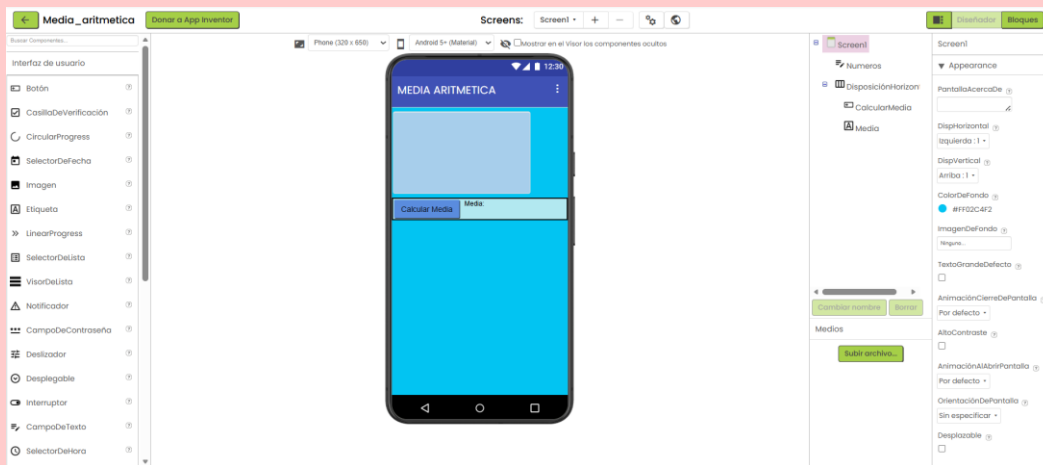 Media_aritmetica
Donar a App Inventor
Screens:
Screen1
Diseñador
Bloques
Buscar Componentes...
Phone (320 x 650)
Android 5+ (Material)
Mostrar en el Visor los componentes ocultos
Interfaz de usuario
Botón
CasillaDeVerificación
CircularProgress
SelectorDeFecha
Imagen
Etiqueta
LinearProgress
SelectorDeLista
VisorDeLista
Notificador
CampoDeContraseña
Deslizador
Desplegable
Interruptor
CampoDeTexto
SelectorDeHora
12:30
MEDIA ARITMETICA
Calcular Media
Media:
Screen1
Numeros
DisposiciónHorizon
CalcularMedia
Media
Cambiar nombre
Borrar
Medios
Subir archivo...
Screen1
Appearance
PantallaAcercaDe
DispHorizontal
Izquierda : 1
DispVertical
Arriba : 1
ColorDeFondo
#FF02C4F2
ImagenDeFondo
Ninguno...
TextoGrandeDefecto
AnimaciónCierreDePantalla
Por defecto
AltoContraste
AnimaciónAlAbrirPantalla
Por defecto
OrientaciónDePantalla
Sin especificar
Desplazable